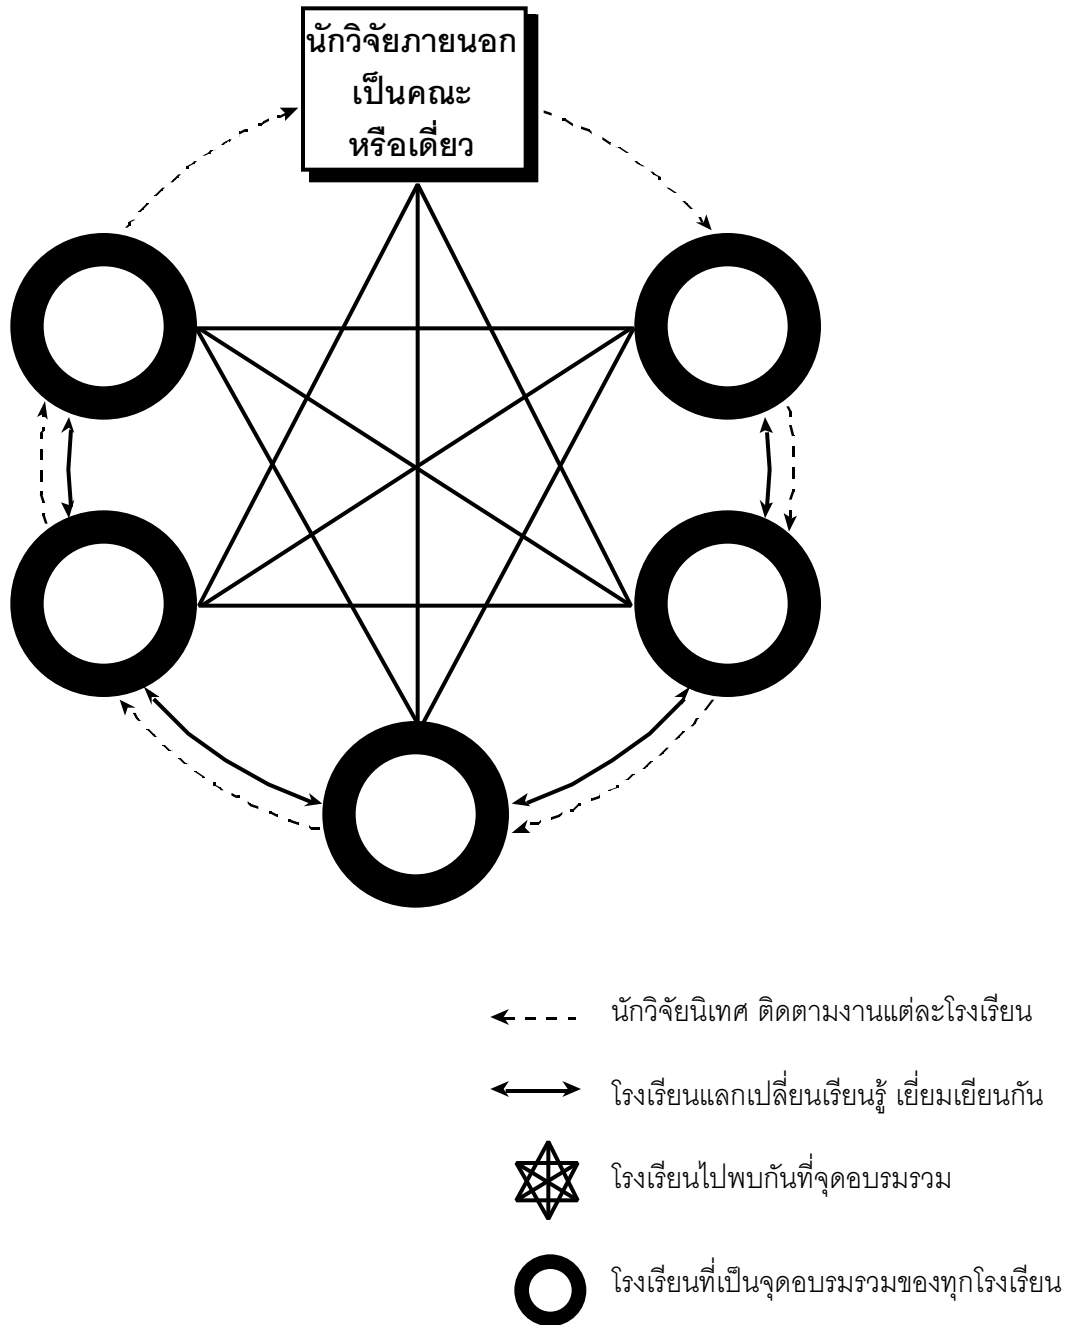 นักวิจัยภายนอก
เป็นคณะ
หรือเดี่ยว
นักวิจัยนิเทศ ติดตามงานแต่ละโรงเรียน
โรงเรียนแลกเปลี่ยนเรียนรู้ เยี่ยมเยียนกัน
โรงเรียนไปพบกันที่จุดอบรมรวม
โรงเรียนที่เป็นจุดอบรมรวมของทุกโรงเรียน